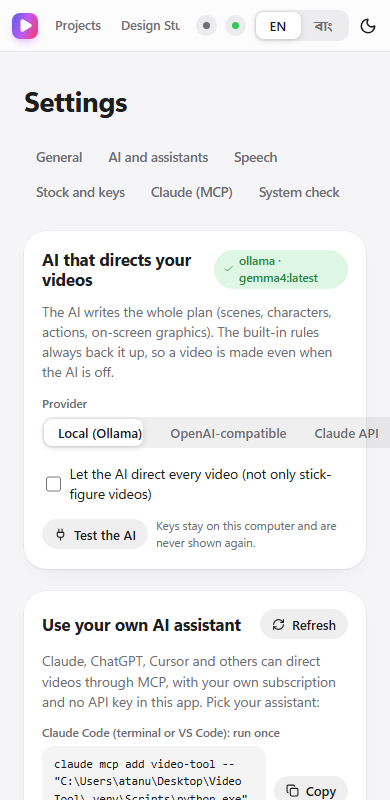 Projects
Design Stu
EN
বাং
Settings
General AI and assistants Speech
Stock and keys Claude (MCP) System check
AI that directs your
videos
ollama ·
gemma4:latest
The AI writes the whole plan (scenes, characters,
actions, on-screen graphics). The built-in rules
always back it up, so a video is made even when
the AI is off.
Provider
Local (Ollama) OpenAI-compatible Claude API
Let the AI direct every video (not only stick-
figure videos)
Test the AI
Keys stay on this computer and are
never shown again.
Use your own AI assistant
Refresh
Claude, ChatGPT, Cursor and others can direct
videos through MCP, with your own subscription
and no API key in this app. Pick your assistant:
Claude Code (terminal or VS Code): run once
claude mcp add video-tool --
"C:\Users\atanu\Desktop\Video
Tool\.venv\Scripts\python.exe"
Copy